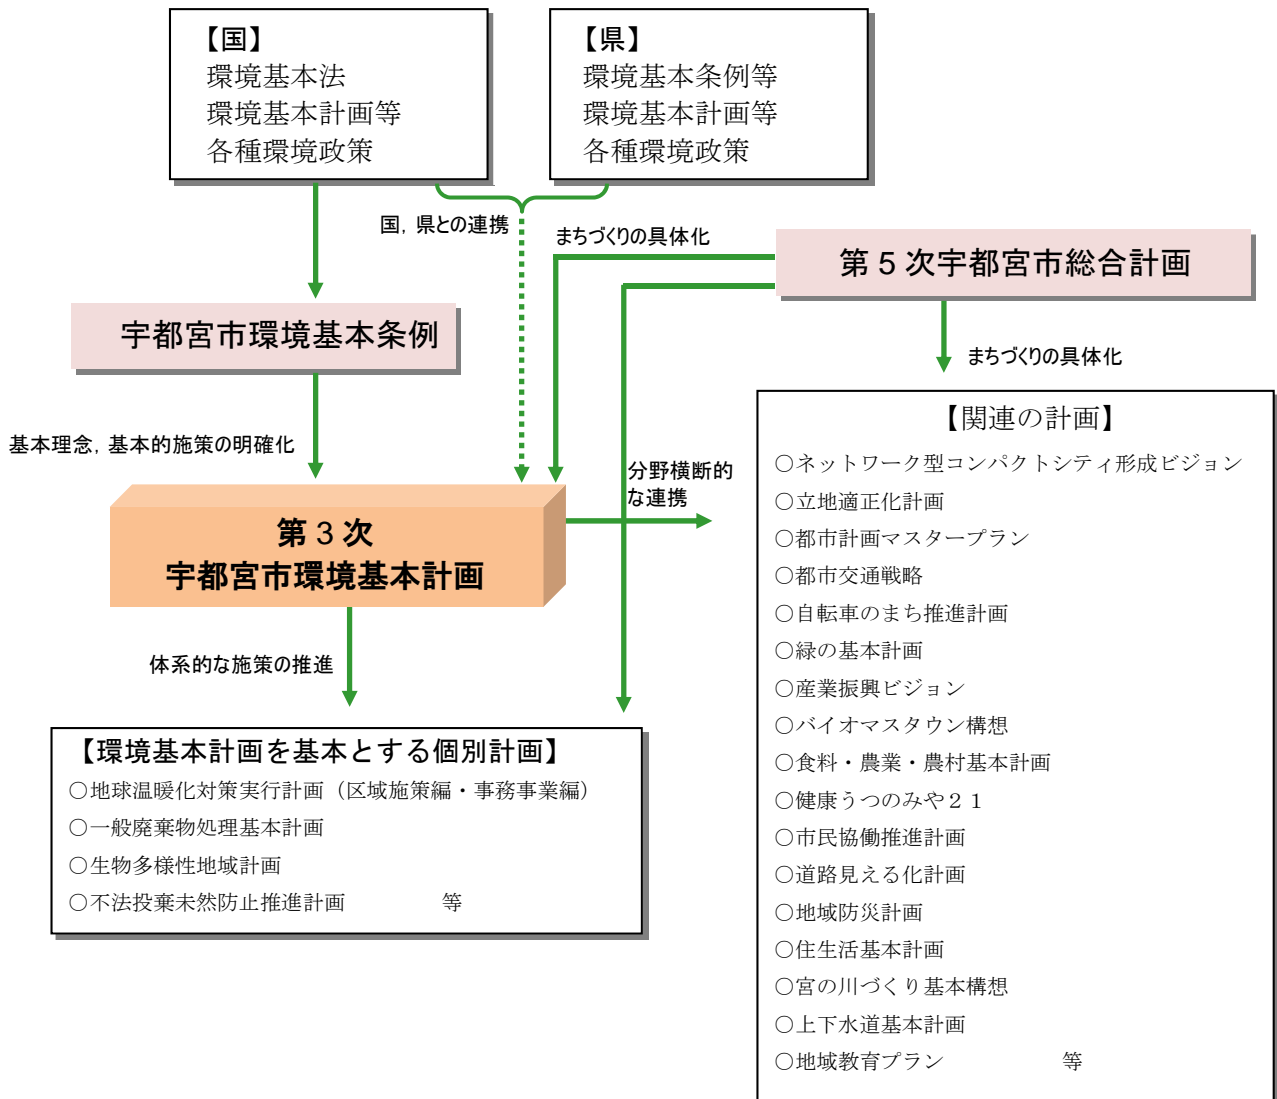 【国】
環境基本法
環境基本計画等
各種環境政策
【県】
環境基本条例等
環境基本計画等
各種環境政策
国，県との連携
まちづくりの具体化
第５次宇都宮市総合計画
宇都宮市環境基本条例
まちづくりの具体化
基本理念，基本的施策の明確化
分野横断的
な連携
第３次
宇都宮市環境基本計画
体系的な施策の推進
【環境基本計画を基本とする個別計画】
○地球温暖化対策実行計画（区域施策編・事務事業編）
○一般廃棄物処理基本計画
○生物多様性地域計画
○不法投棄未然防止推進計画　　　　　等
【関連の計画】
○ネットワーク型コンパクトシティ形成ビジョン
○立地適正化計画
○都市計画マスタープラン
○都市交通戦略
○自転車のまち推進計画
○緑の基本計画
○産業振興ビジョン
○バイオマスタウン構想
○食料・農業・農村基本計画
○健康うつのみや２１
○市民協働推進計画
○道路見える化計画
○地域防災計画
○住生活基本計画
○宮の川づくり基本構想
○上下水道基本計画
○地域教育プラン　　　　　　等